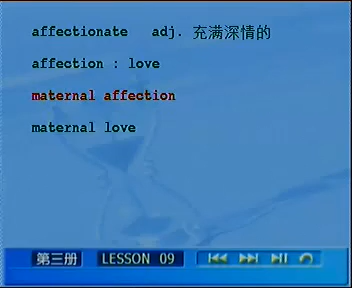 affectionate adj. 充满深情的
affection : love
maternal affection
maternal love
第三册 LESSON 09